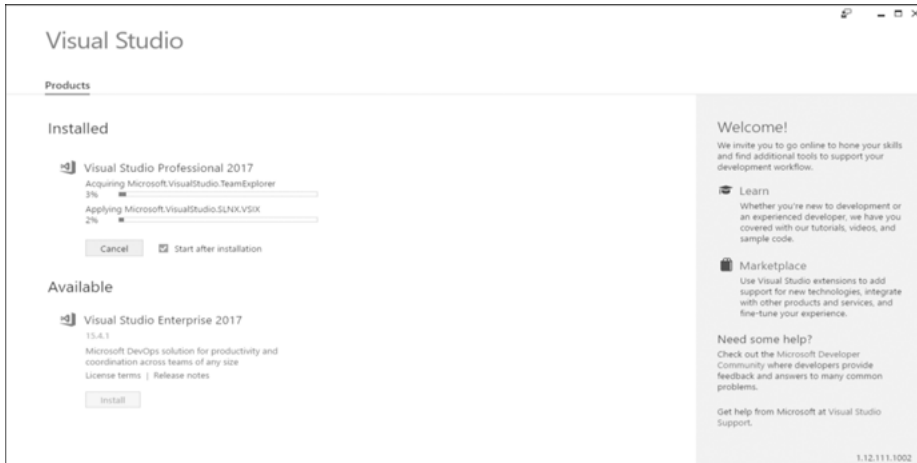 Visual Studio
Products
Installed
Visual Studio Professional 2017
Acquiring Microsoft.VisualStudio.TeamExplorer
3%
Applying Microsoft.VisualStudio.SLNX.VSIX
2%
Cancel
Start after installation
Available
Visual Studio Enterprise 2017
15.4.1
Microsoft DevOps solution for productivity and
coordination across teams of any size
License terms | Release notes
Install
Welcome!
We invite you to go online to hone your skills
and find additional tools to support your
development workflow.
Learn
Whether you're new to development or
an experienced developer, we have you
covered with our tutorials, videos, and
sample code.
Marketplace
Use Visual Studio extensions to add
support for new technologies, integrate
with other products and services, and
fine-tune your experience.
Need some help?
Check out the Microsoft Developer
Community where developers provide
feedback and answers to many common
problems.
Get help from Microsoft at Visual Studio
Support.
1.12.111.1002